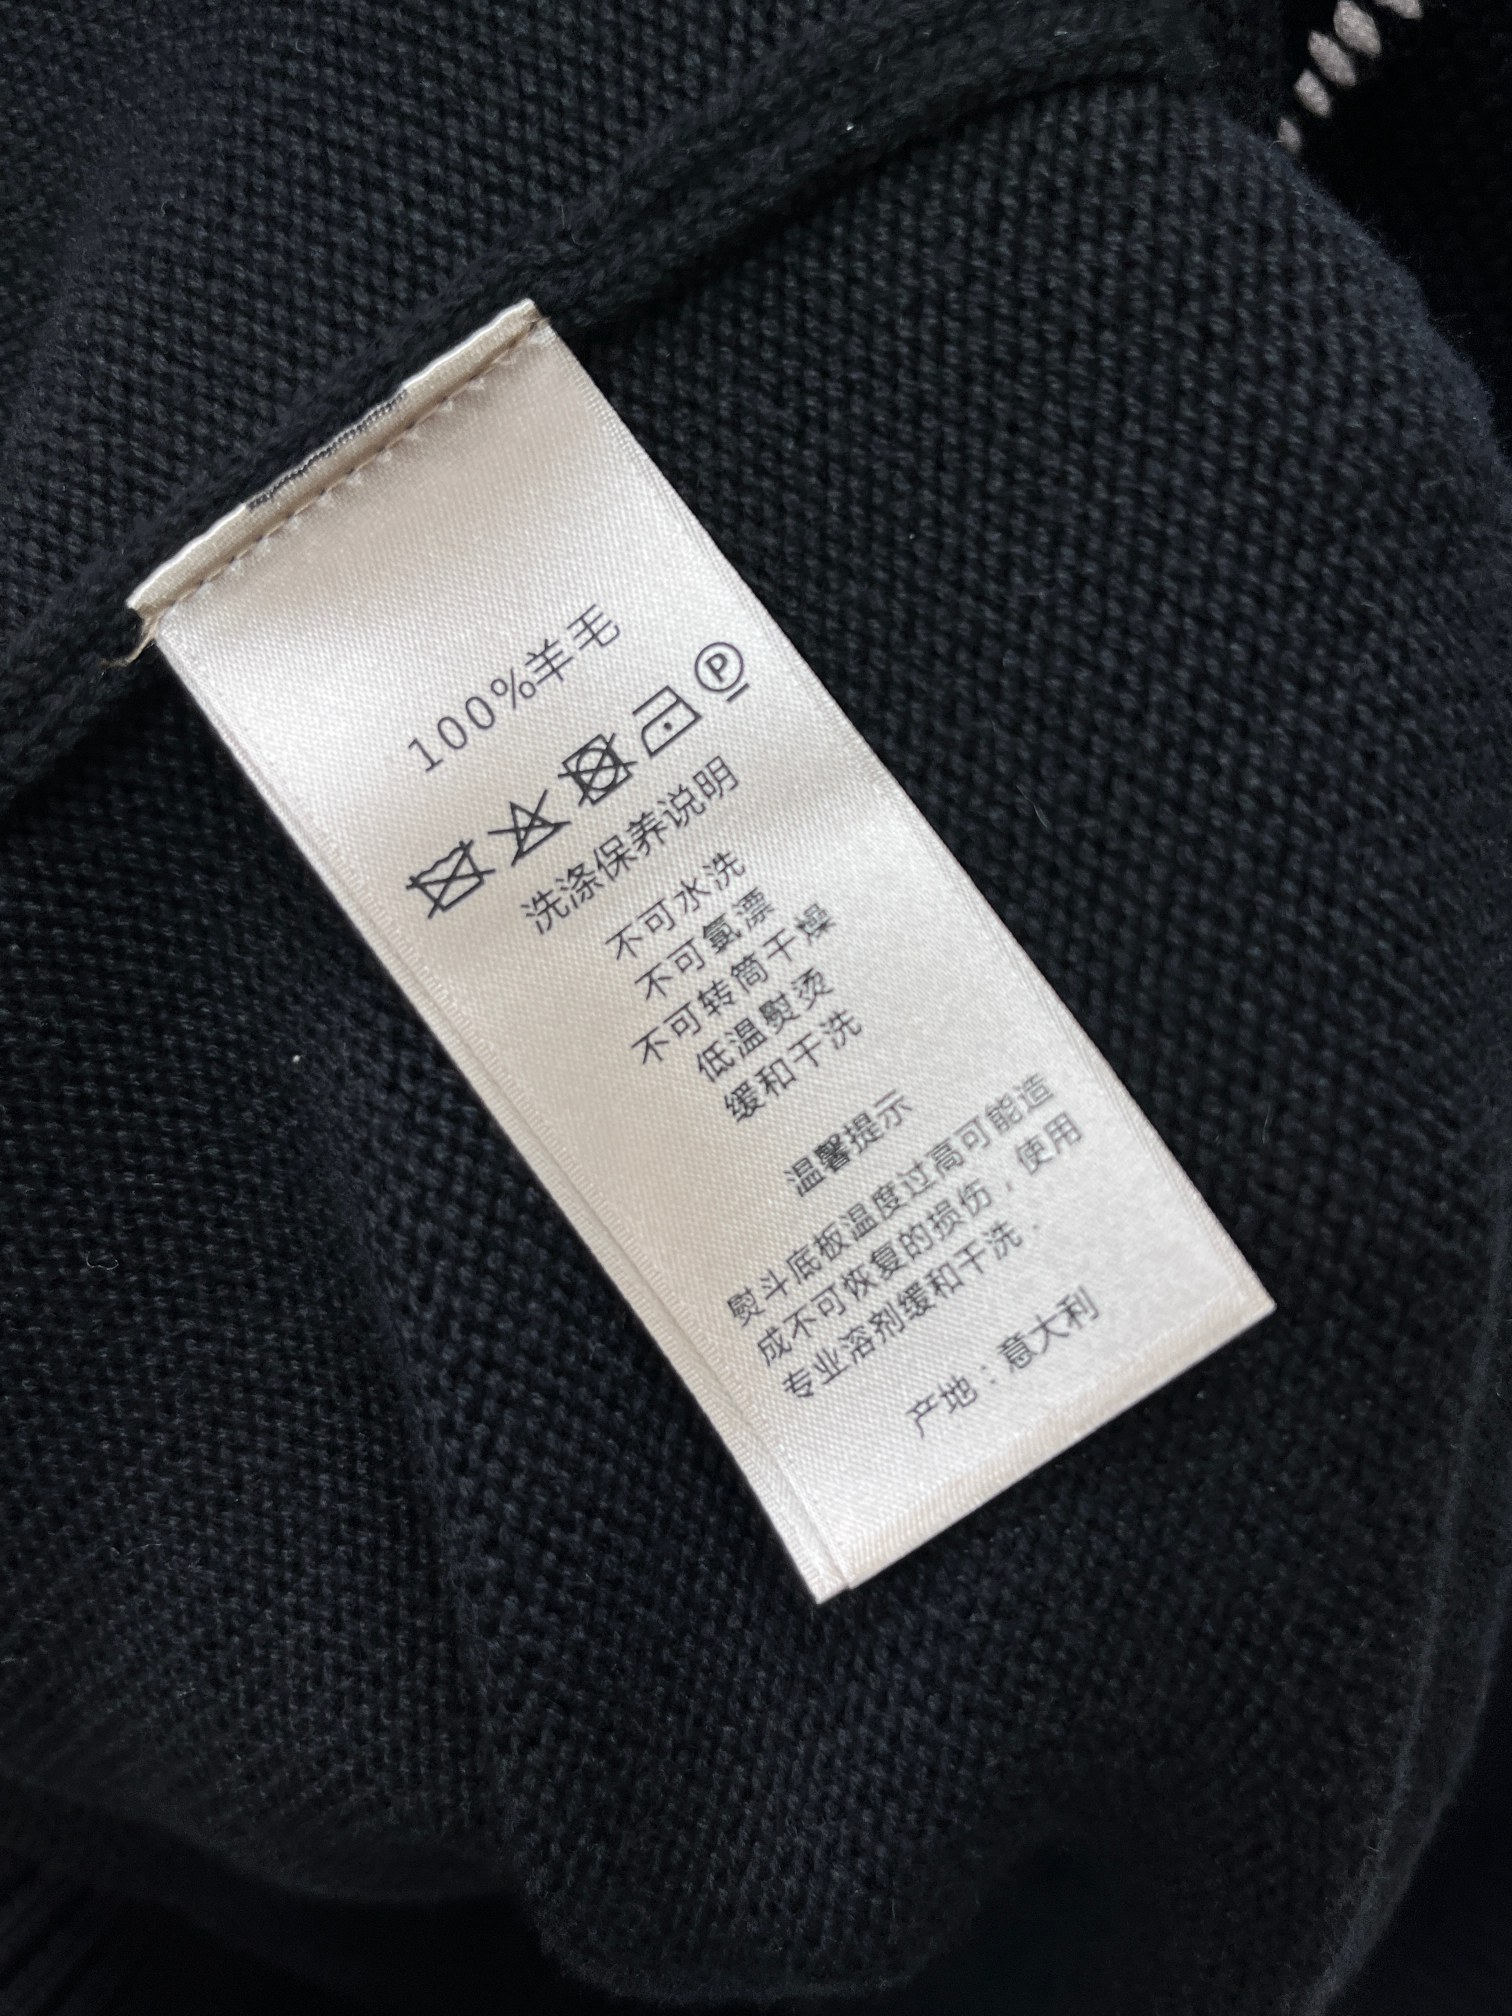 100%羊毛
P
洗涤保养说明
不可水洗
不可氯漂
不可转筒干燥
低温熨烫
缓和干洗
温馨提示
熨斗底板温度过高可能造
成不可恢复的损伤，使用
专业溶剂缓和干洗.
产地：意大利